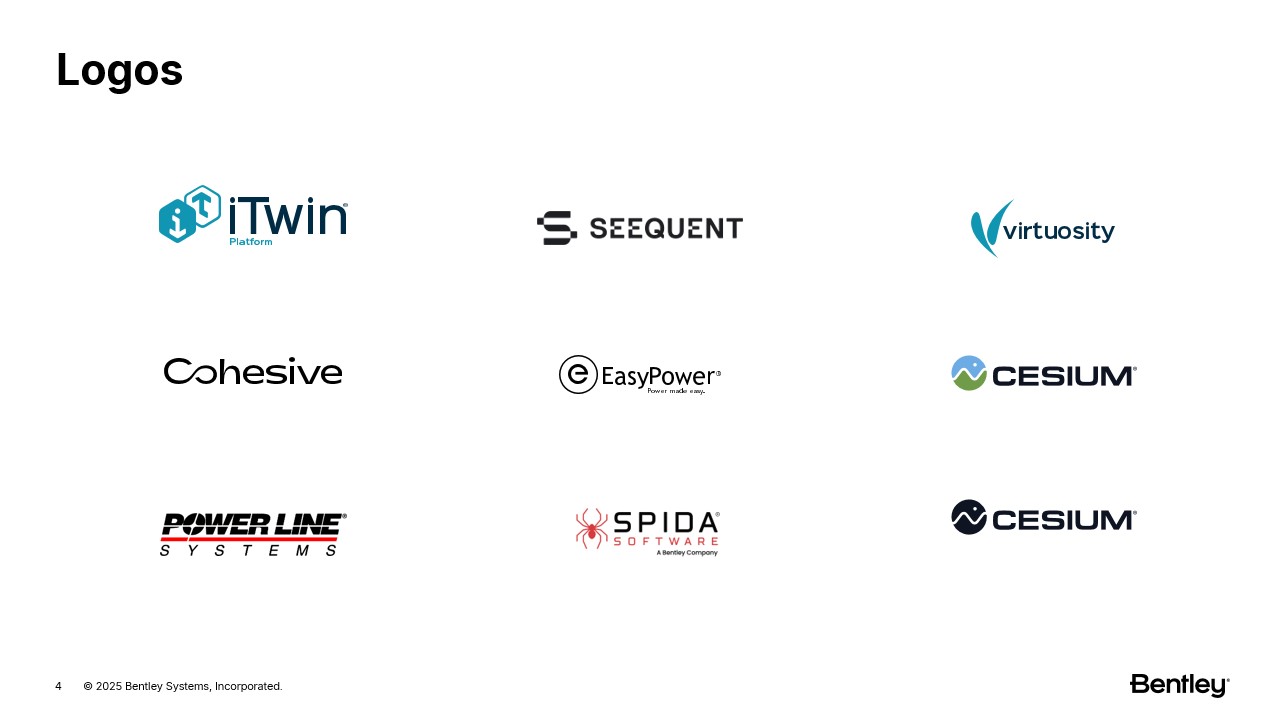 Logos
iTwin®
Platform
SEEQUENT
virtuosity
Cohesive
e EasyPower®
Power made easy.
CESIUM®
POWER LINE®
SYSTEMS
SPIDA®
SOFTWARE
A Bentley Company
CESIUM®
4 © 2025 Bentley Systems, Incorporated.
Bentley®